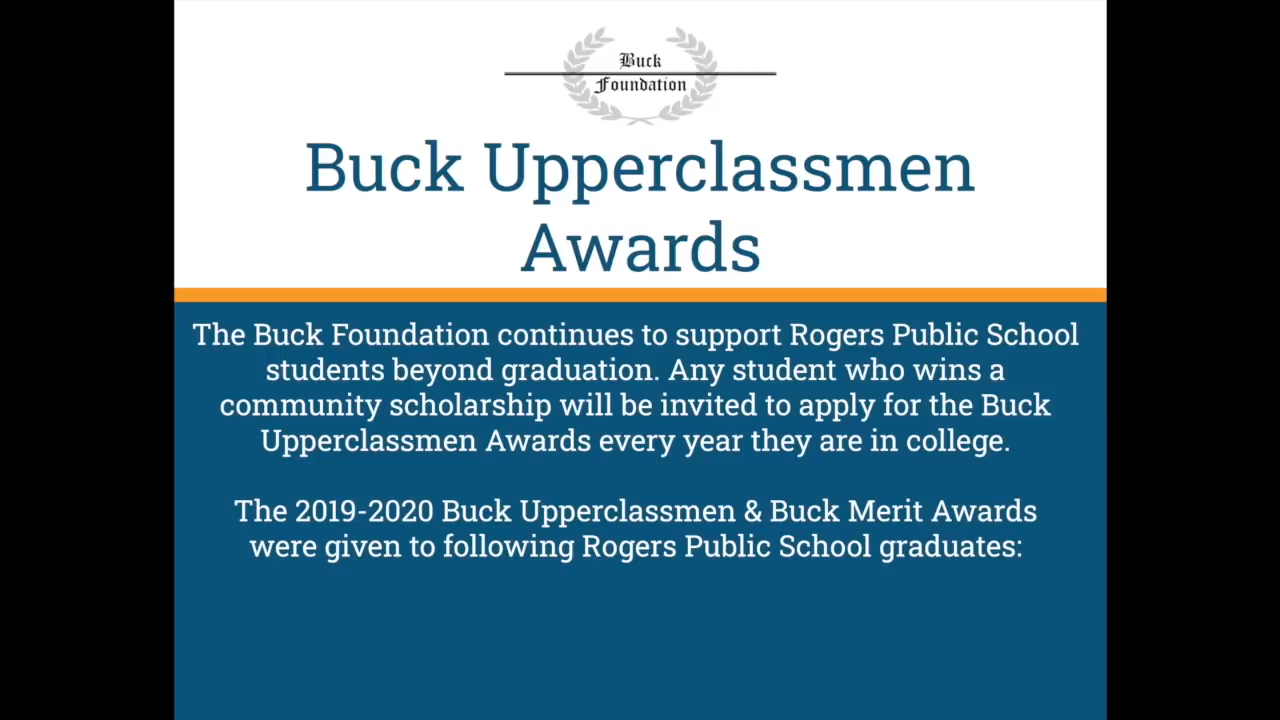 Buck
Foundation
Buck Upperclassmen
Awards
The Buck Foundation continues to support Rogers Public School
students beyond graduation. Any student who wins a
community scholarship will be invited to apply for the Buck
Upperclassmen Awards every year they are in college.
The 2019-2020 Buck Upperclassmen & Buck Merit Awards
were given to following Rogers Public School graduates: